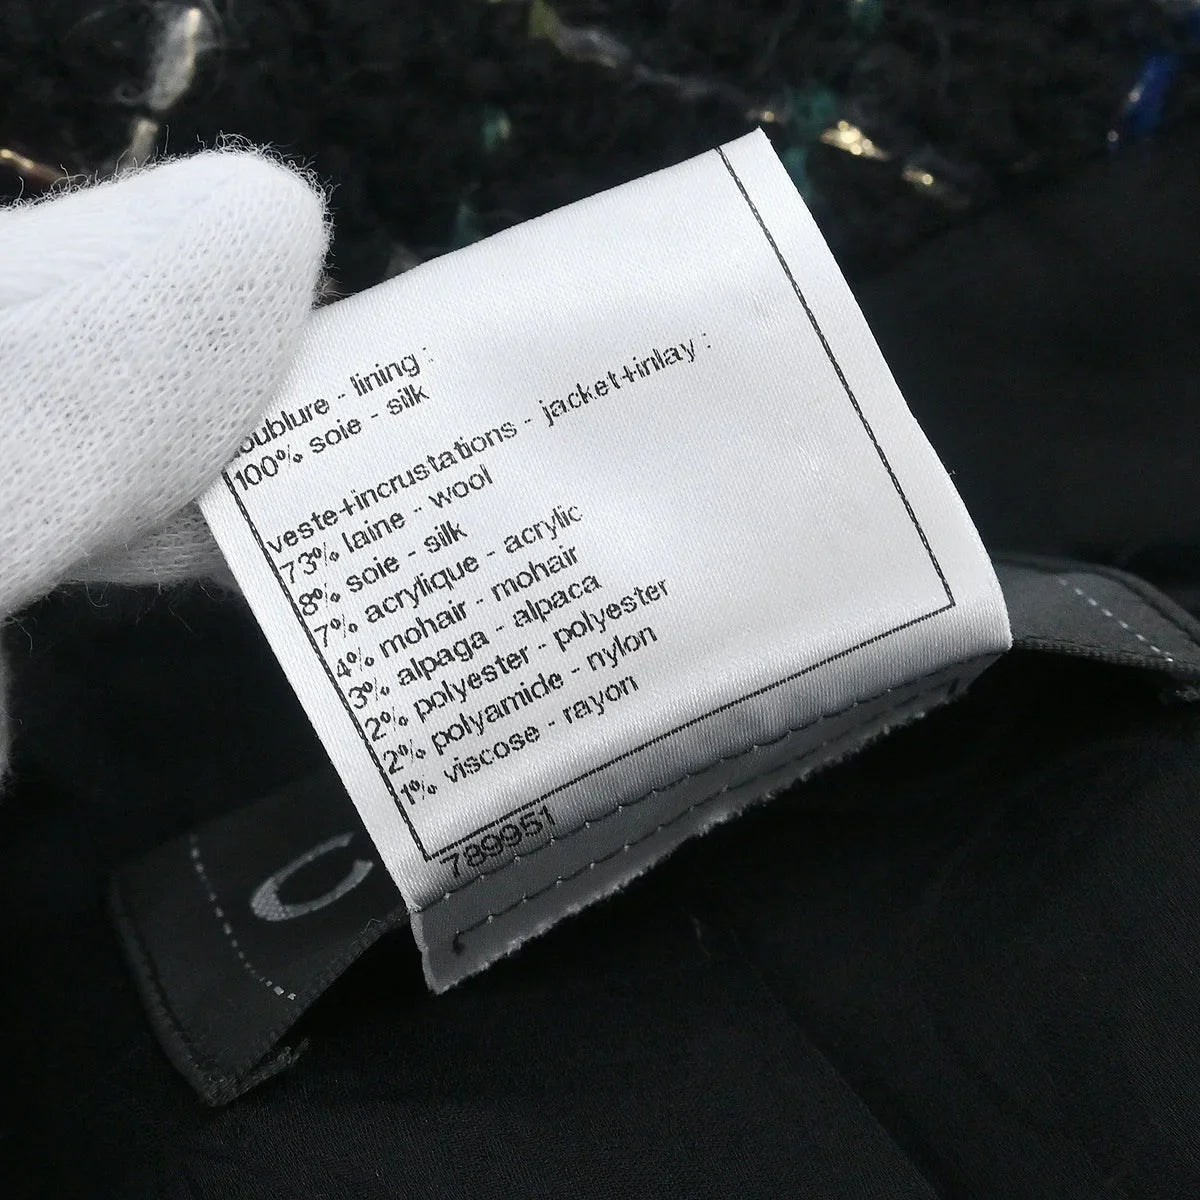 oublure - lining :
100% soie - silk
veste+incrustations - jacket+inlay :
73% laine - wool
8% soie - silk
7% acrylique - acrylic
4% mohair - mohair
3% alpaga - alpaca
2% polyester - polyester
2% polyamide - nylon
1% viscose - rayon
789951
C